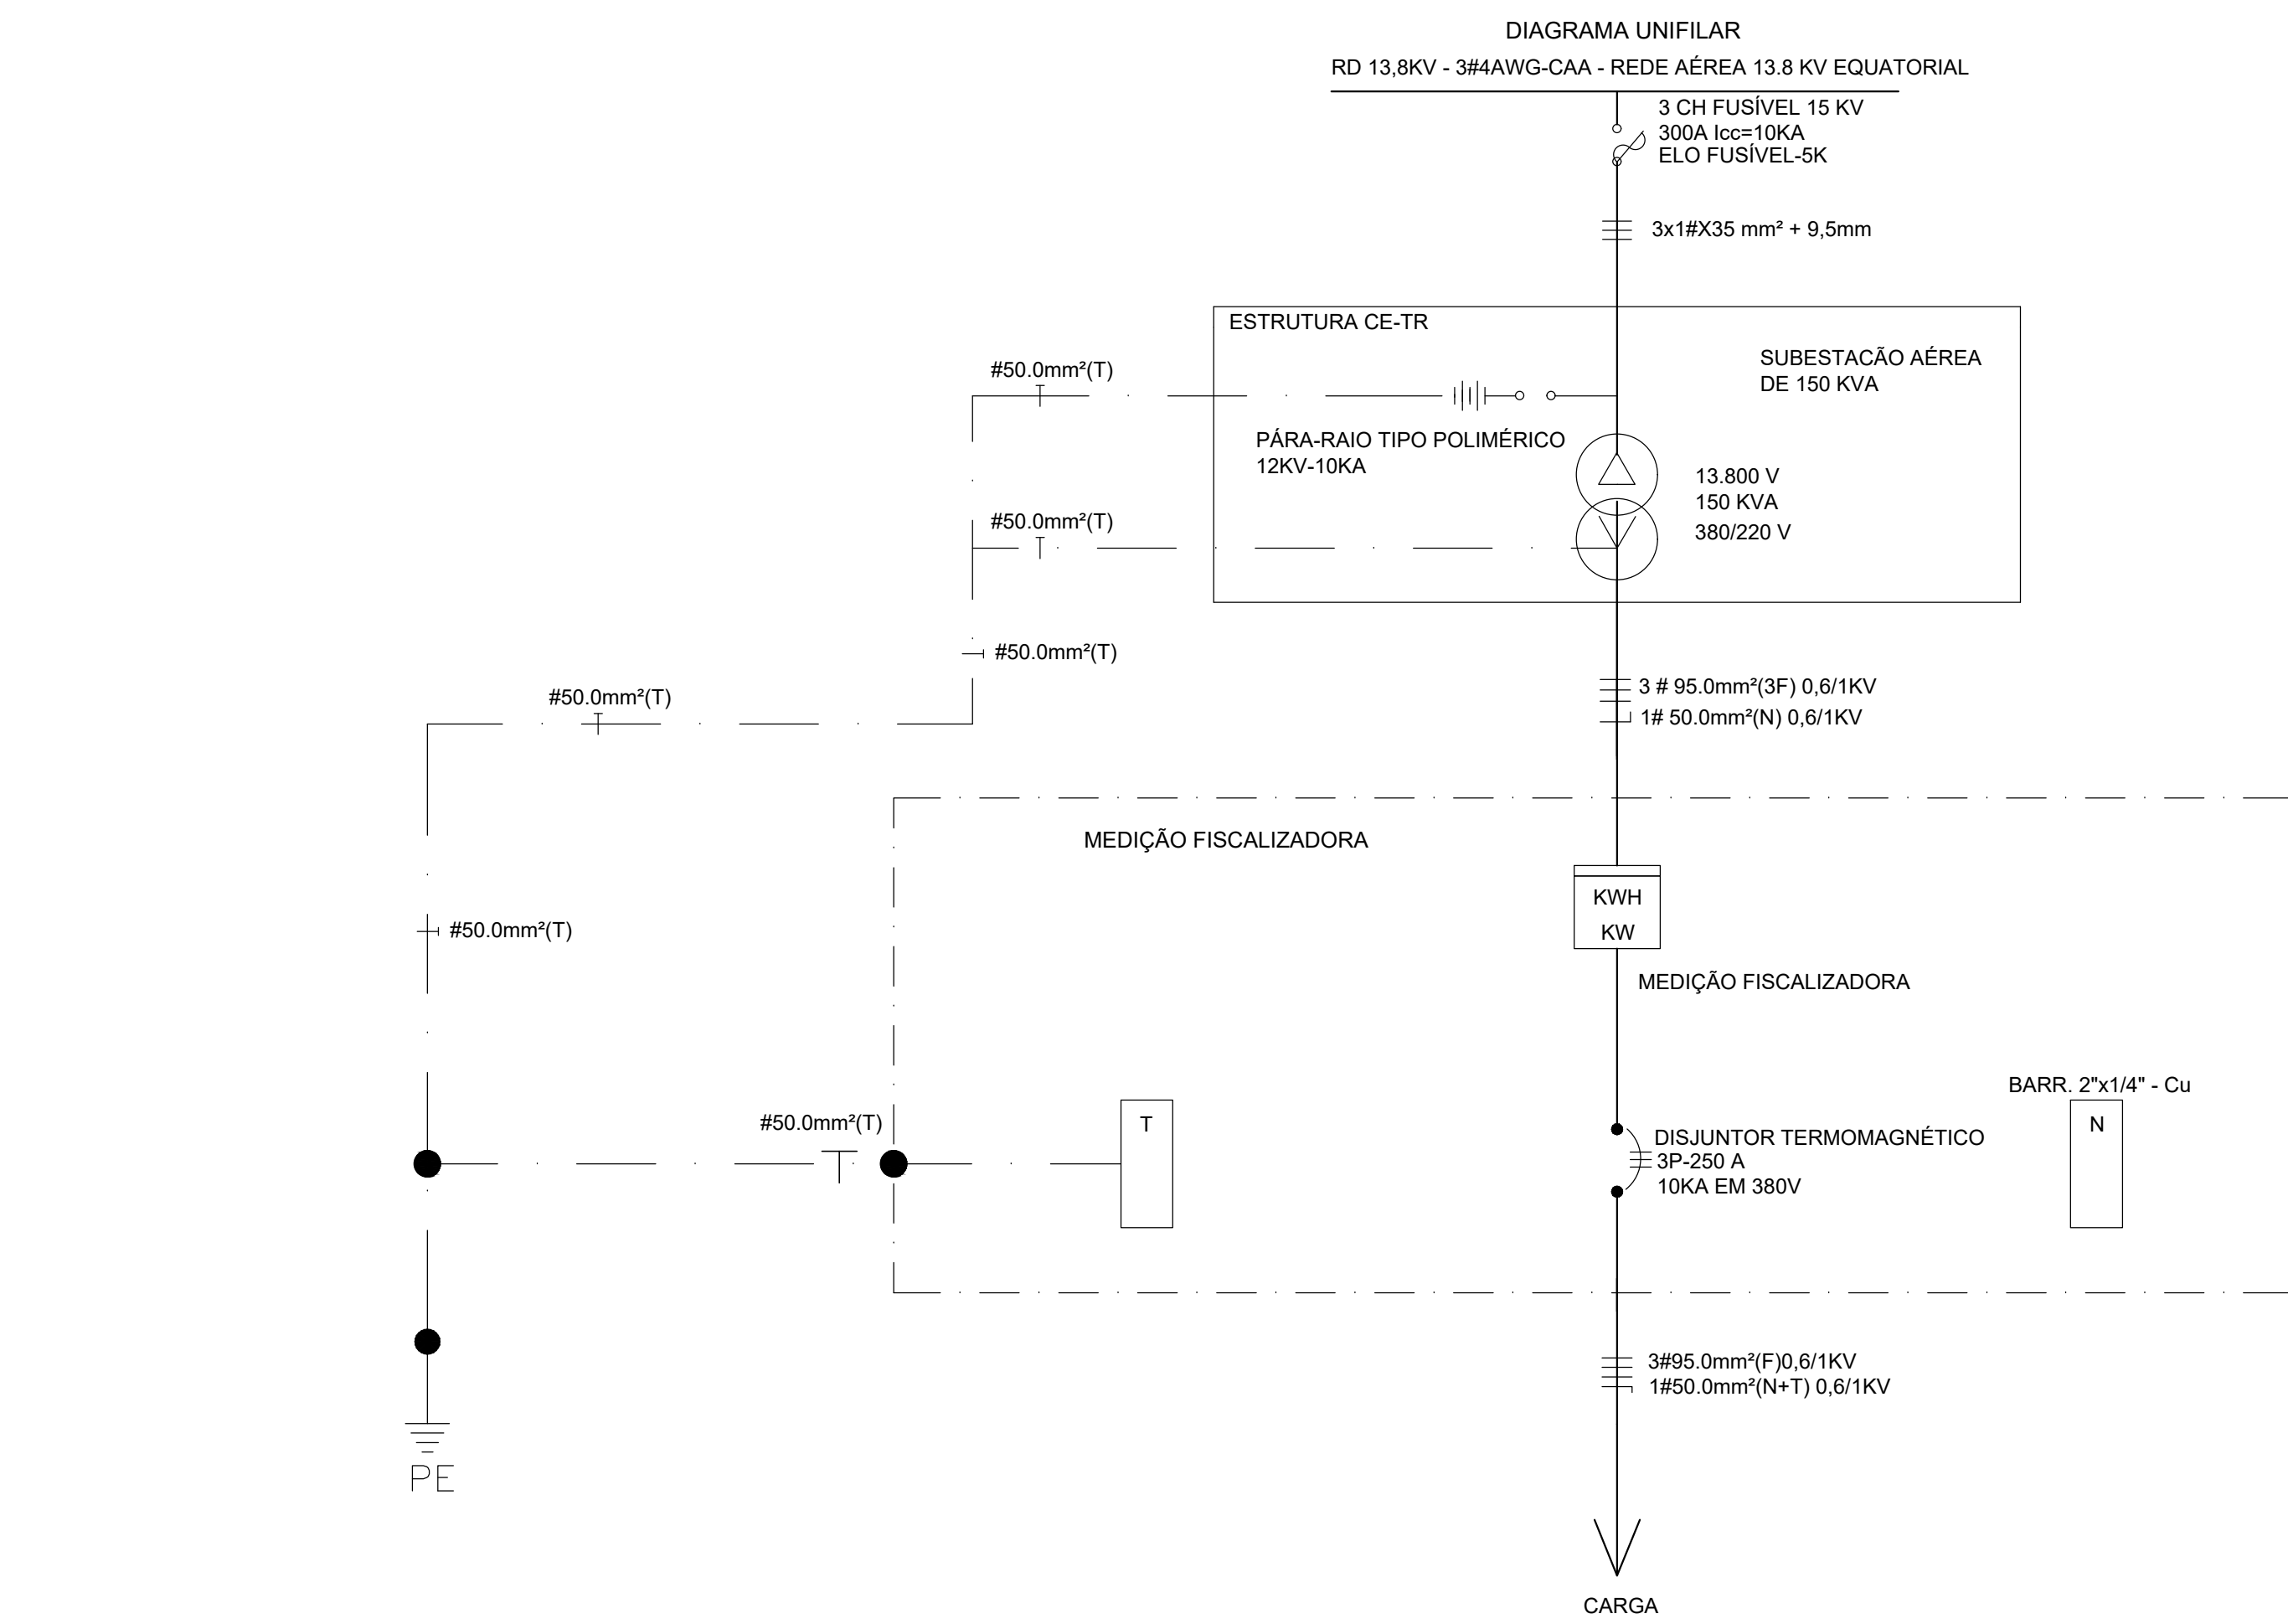 DIAGRAMA UNIFILAR
RD 13,8KV - 3#4AWG-CAA - REDE AÉREA 13.8 KV EQUATORIAL
3 CH FUSÍVEL 15 KV
300A Icc=10KA
ELO FUSÍVEL-5K
3x1#X35 mm² + 9,5mm
ESTRUTURA CE-TR
SUBESTACÃO AÉREA
DE 150 KVA
#50.0mm²(T)
PÁRA-RAIO TIPO POLIMÉRICO
12KV-10KA
13.800 V
150 KVA
380/220 V
#50.0mm²(T)
#50.0mm²(T)
#50.0mm²(T)
3 # 95.0mm²(3F) 0,6/1KV
1# 50.0mm²(N) 0,6/1KV
MEDIÇÃO FISCALIZADORA
KWH
KW
#50.0mm²(T)
MEDIÇÃO FISCALIZADORA
BARR. 2"x1/4" - Cu
#50.0mm²(T)
T
N
DISJUNTOR TERMOMAGNÉTICO
3P-250 A
10KA EM 380V
3#95.0mm²(F)0,6/1KV
1#50.0mm²(N+T) 0,6/1KV
PE
CARGA